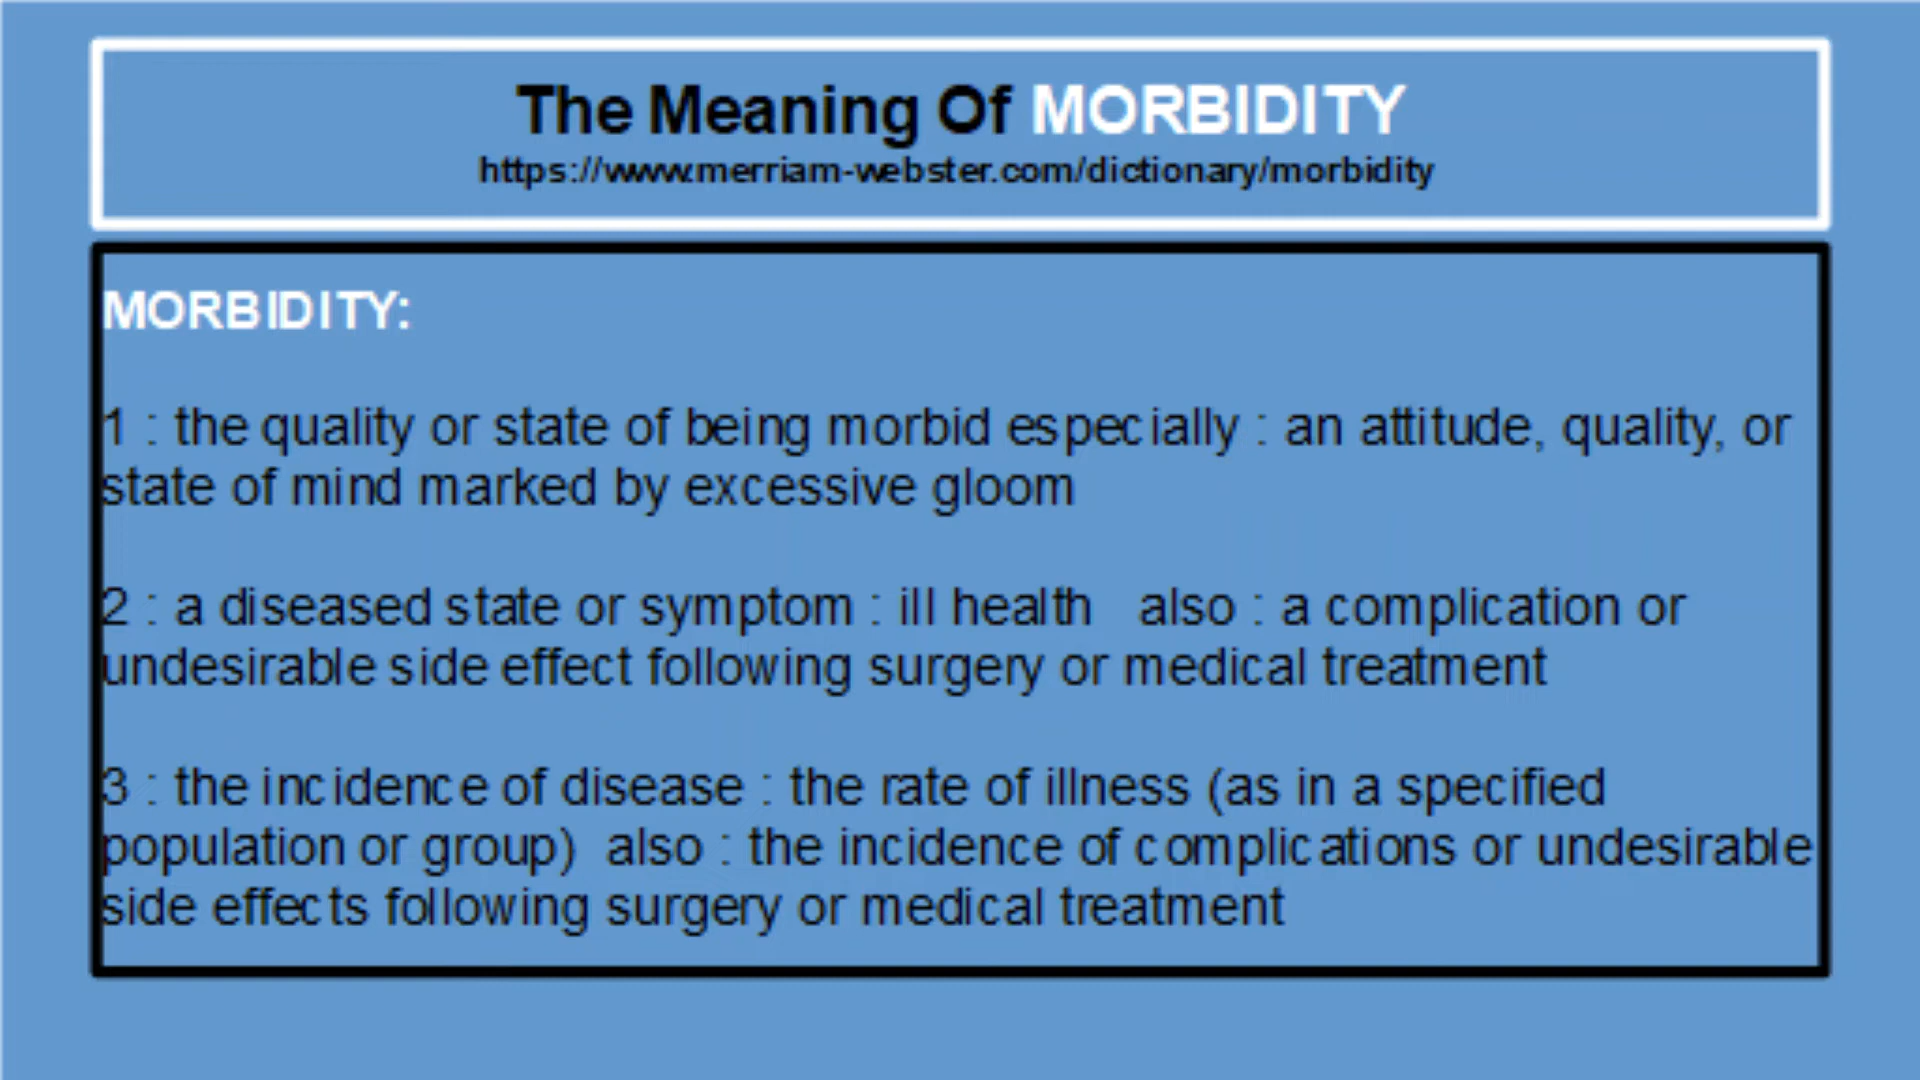 The Meaning Of MORBIDITY
https://www.merriam-webster.com/dictionary/morbidity
MORBIDITY:
1 : the quality or state of being morbid especially : an attitude, quality, or
state of mind marked by excessive gloom
2 : a diseased state or symptom : ill health also : a complication or
undesirable side effect following surgery or medical treatment
3 : the incidence of disease : the rate of illness (as in a specified
population or group) also : the incidence of complications or undesirable
side effects following surgery or medical treatment